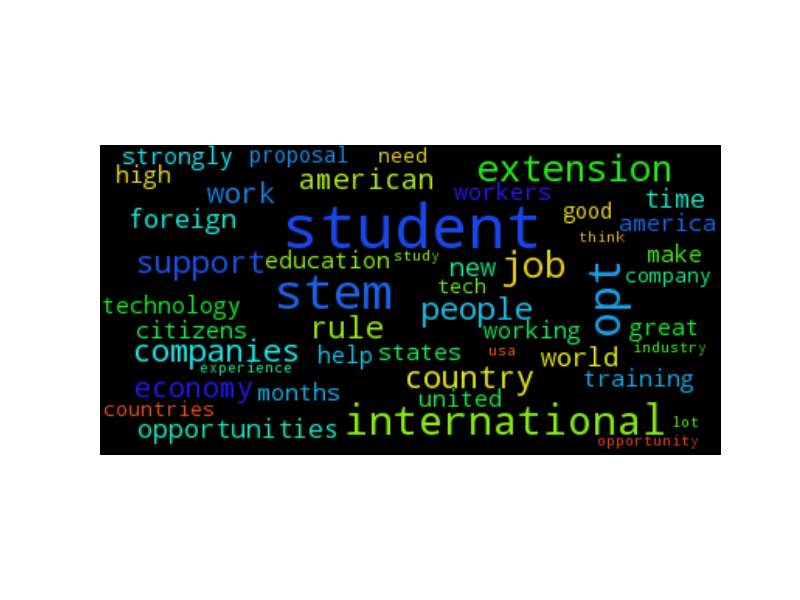 strongly proposal need
high american extension
work workers time
foreign student good america
think
support education study new job make
tech company
stem opt
technology people
citizens rule working great
companies help states usa world industry
experience
economy months country training
united
countries
opportunities international lot
opportunity